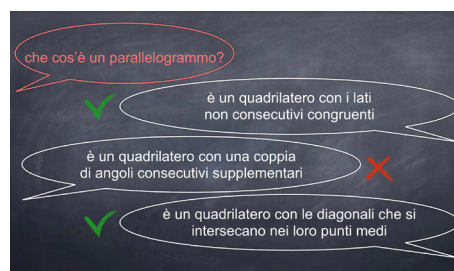 che cos'è un parallelogrammo?
è un quadrilatero con i lati
non consecutivi congruenti
è un quadrilatero con una coppia
di angoli consecutivi supplementari
è un quadrilatero con le diagonali che si
intersecano nei loro punti medi